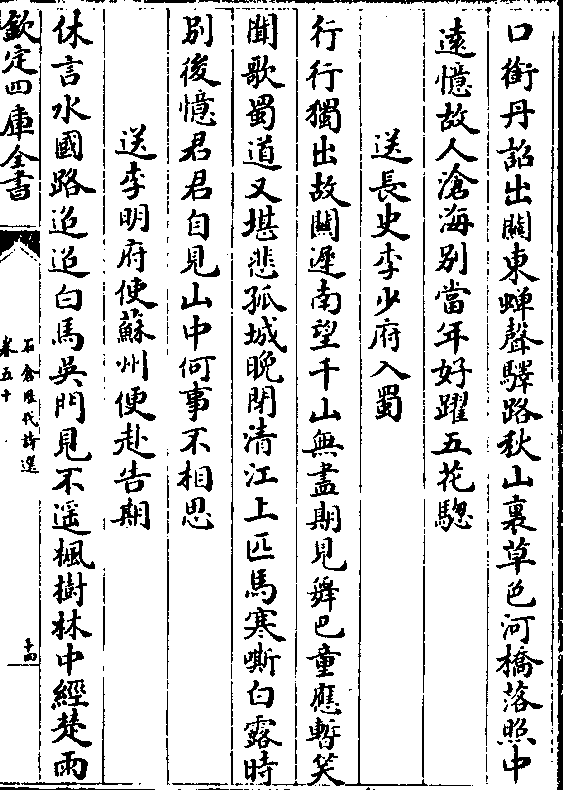 口銜丹詔出關東蟬聲驛路秋山裏草色河橋落照中
遠憶故人滄海別當年好躍五花驄
送長史李少府入蜀
行行獨出故關遲南望千山無盡期見舞巴童應暫笑
聞歌蜀道又堪悲孤城晚閉清江上匹馬寒嘶白露時
別後憶君君自見山中何事不相思
送李明府使蘇州便赴告期
休言水國路迢迢白馬吳門見不遥楓樹林中經楚雨
欽定四庫全書
石倉歷代詩選
卷五十
十四